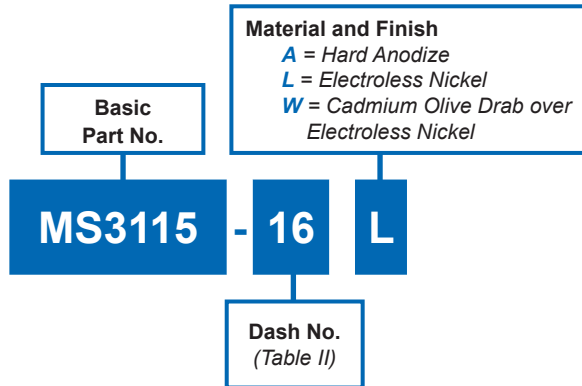 Material and Finish
A = Hard Anodize
L = Electroless Nickel
W = Cadmium Olive Drab over
Electroless Nickel
Basic
Part No.
MS3115 - 16 L
Dash No.
(Table II)